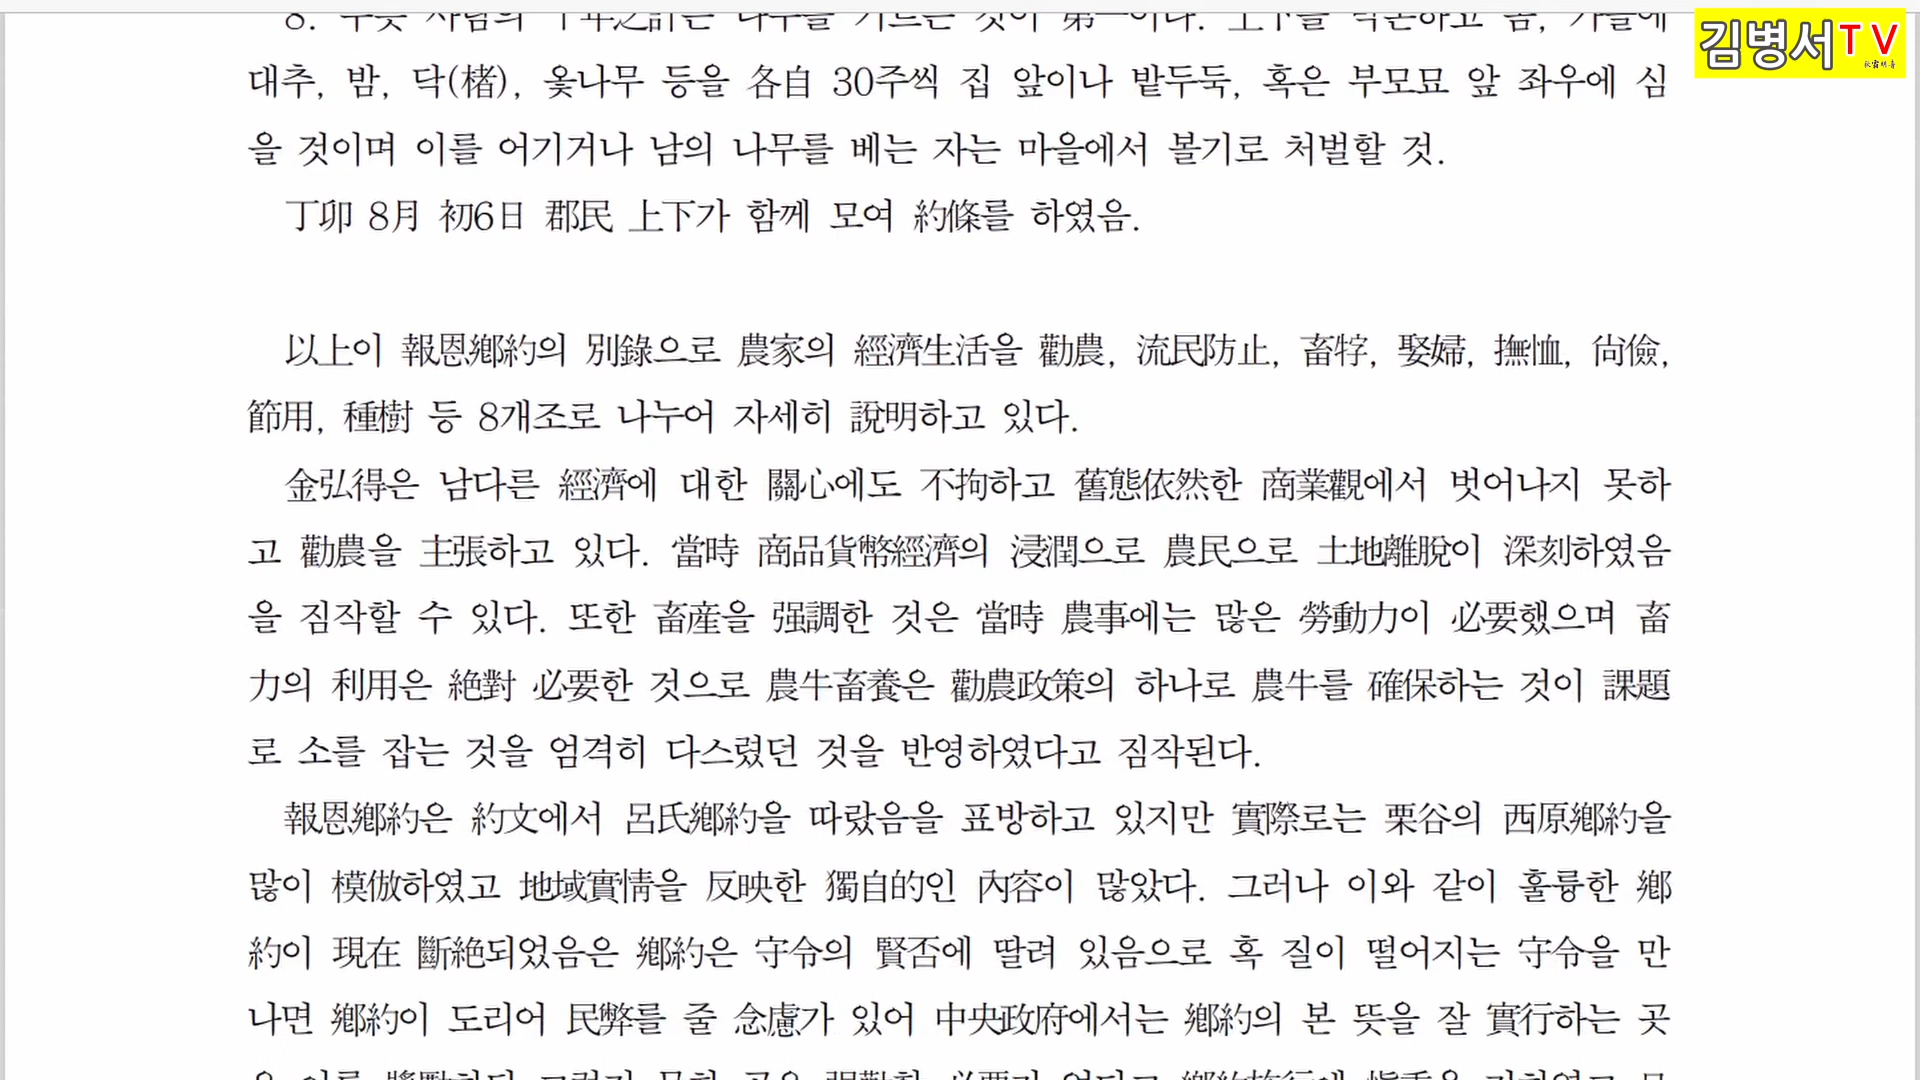 김병서TV
대추, 밤, 닥(楮), 옻나무 등을 各自 30주씩 집 앞이나 밭두둑, 혹은 부모묘 앞 좌우에 심
을 것이며 이를 어기거나 남의 나무를 베는 자는 마을에서 볼기로 처벌할 것.
丁卯 8月 初6日 郡民 上下가 함께 모여 約條를 하였음.
以上이 報恩鄕約의 別錄으로 農家의 經濟生活을 勸農, 流民防止, 畜牸, 娶婦, 撫恤, 尙儉,
節用, 種樹 등 8개조로 나누어 자세히 說明하고 있다.
金弘得은 남다른 經濟에 대한 關心에도 不拘하고 舊態依然한 商業觀에서 벗어나지 못하
고 勸農을 主張하고 있다. 當時 商品貨幣經濟의 浸潤으로 農民으로 土地離脫이 深刻하였음
을 짐작할 수 있다. 또한 畜産을 强調한 것은 當時 農事에는 많은 勞動力이 必要했으며 畜
力의 利用은 絶對 必要한 것으로 農牛畜養은 勸農政策의 하나로 農牛를 確保하는 것이 課題
로 소를 잡는 것을 엄격히 다스렸던 것을 반영하였다고 짐작된다.
報恩鄕約은 約文에서 呂氏鄕約을 따랐음을 표방하고 있지만 實際로는 栗谷의 西原鄕約을
많이 模倣하였고 地域實情을 反映한 獨自的인 內容이 많았다. 그러나 이와 같이 훌륭한 鄕
約이 現在 斷絶되었음은 鄕約은 守令의 賢否에 딸려 있음으로 혹 질이 떨어지는 守令을 만
나면 鄕約이 도리어 民弊를 줄 念慮가 있어 中央政府에서는 鄕約의 본 뜻을 잘 實行하는 곳